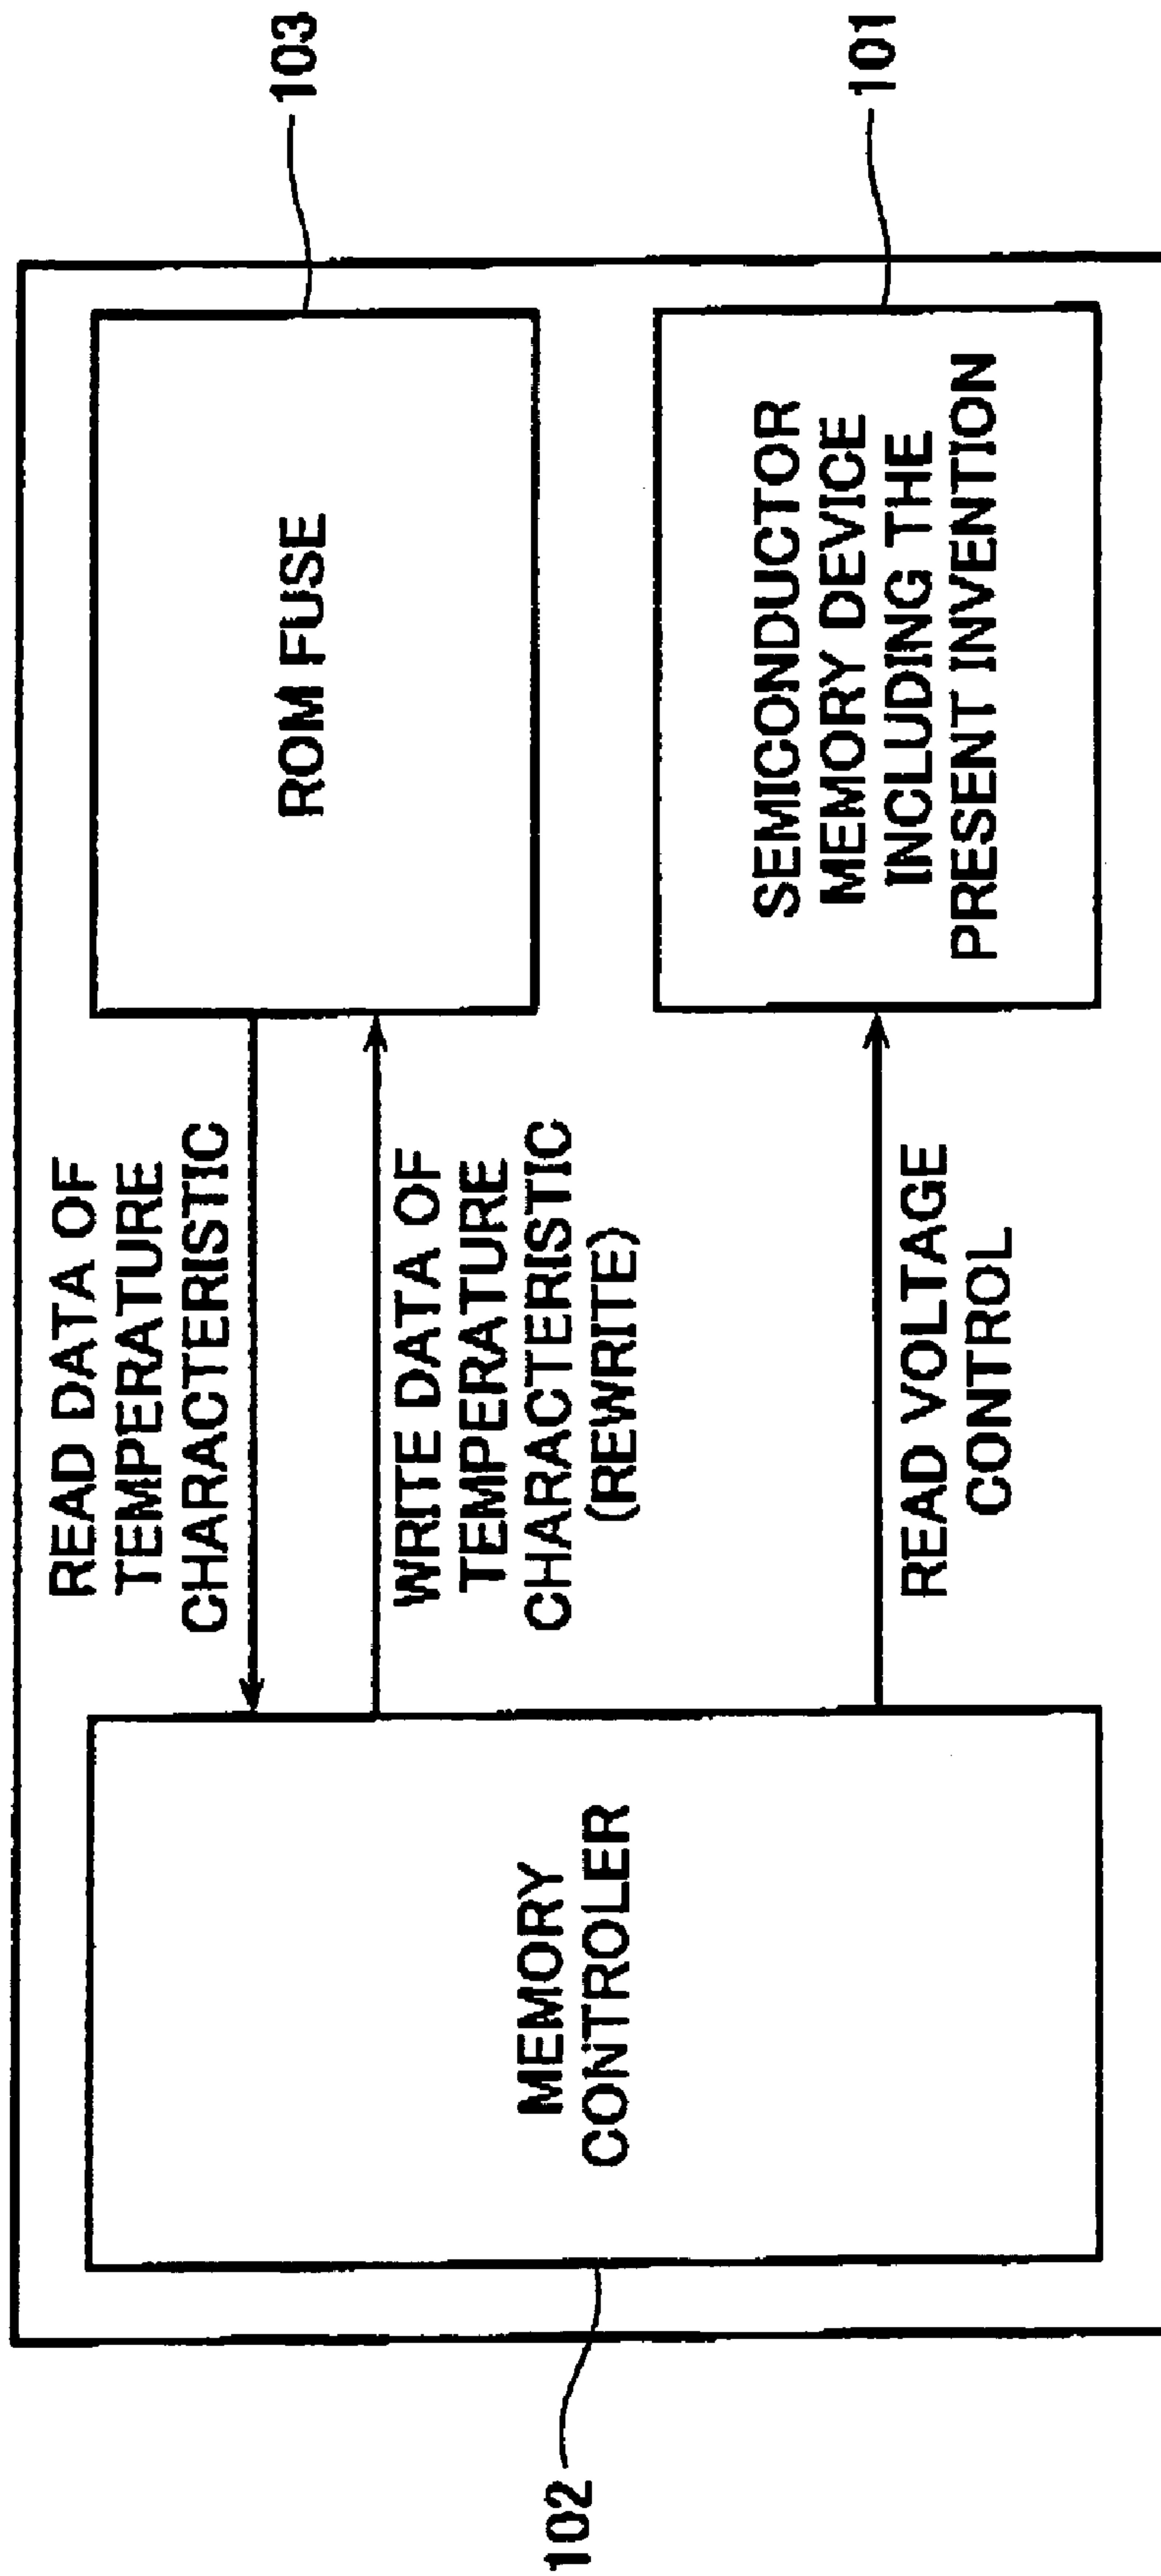 READ DATA OF
TEMPERATURE
CHARACTERISTIC
WRITE DATA OF
TEMPERATURE
CHARACTERISTIC
(REWRITE)
READ VOLTAGE
CONTROL
MEMORY
CONTROLER
ROM FUSE
SEMICONDUCTOR
MEMORY DEVICE
INCLUDING THE
PRESENT INVENTION
102
103
101